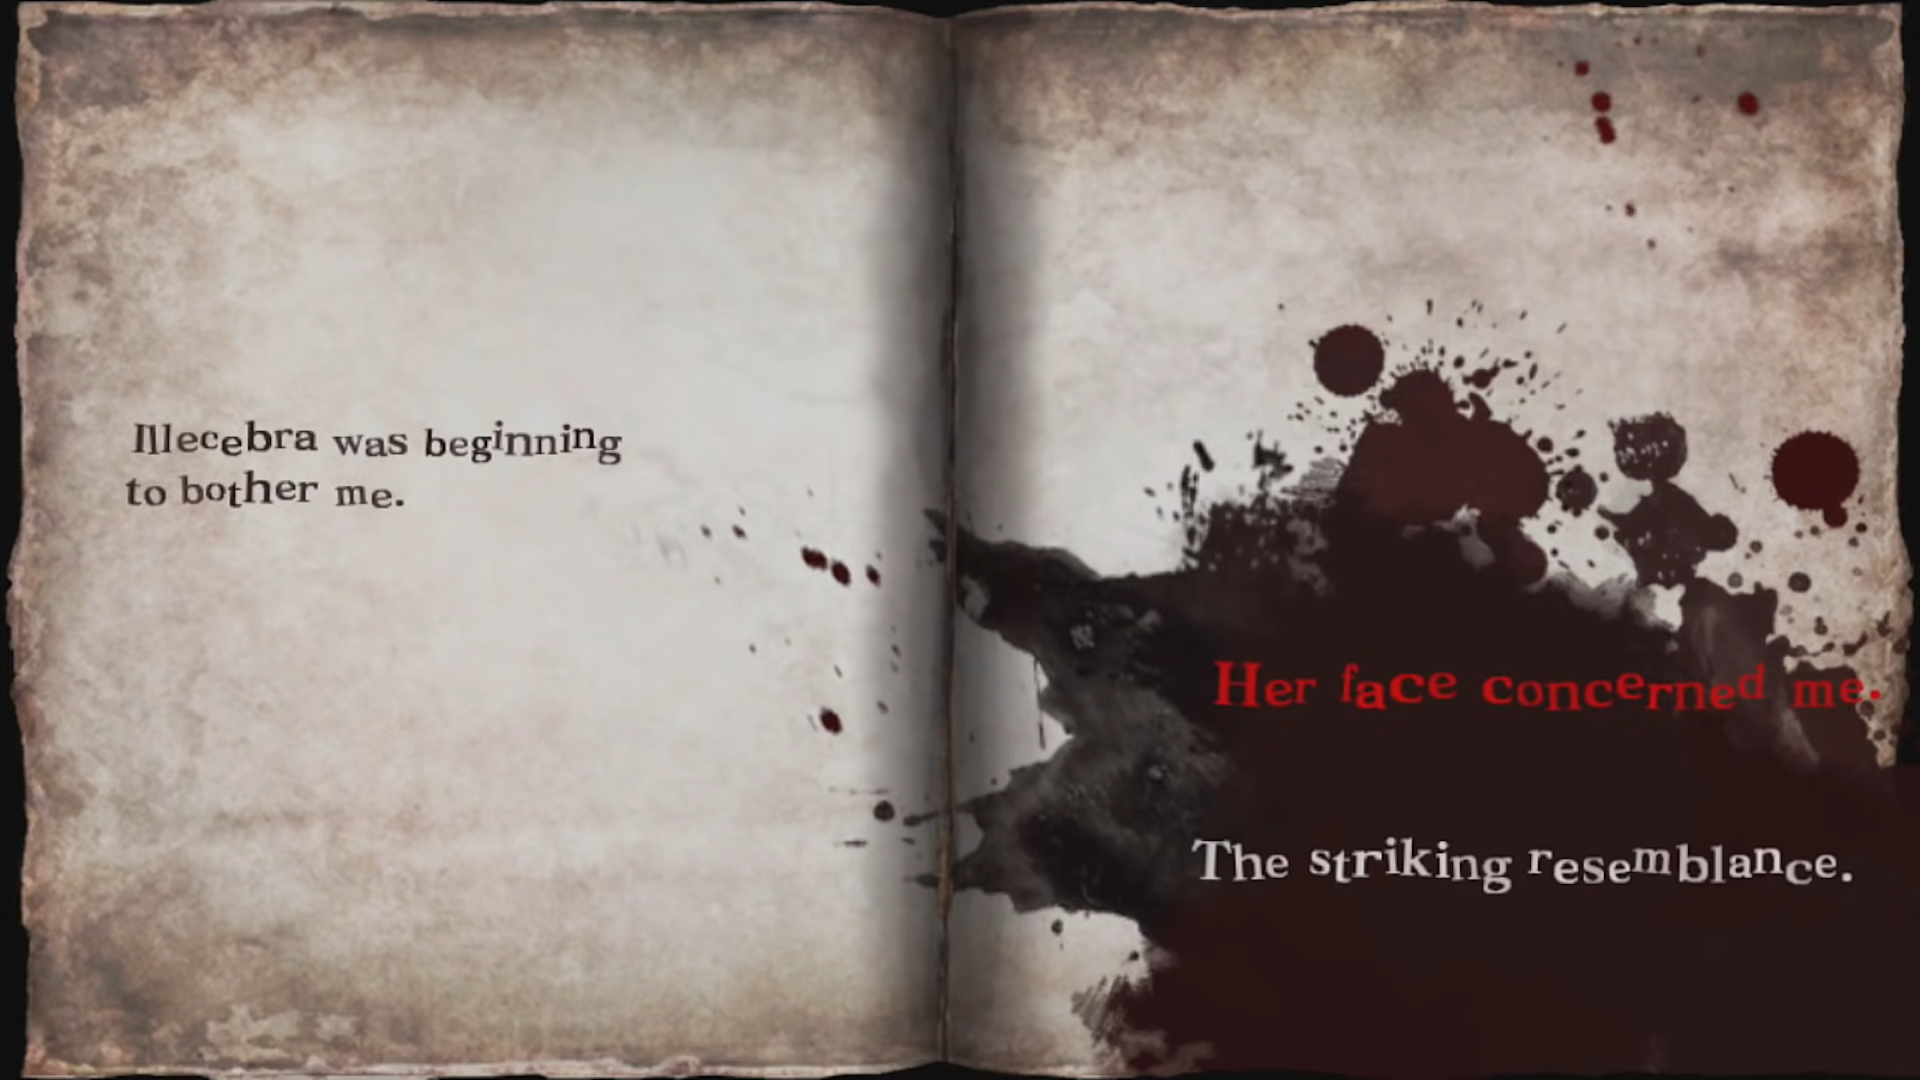 Illecebra was beginning
to bother me.
Her face concerned me.
The striking resemblance.